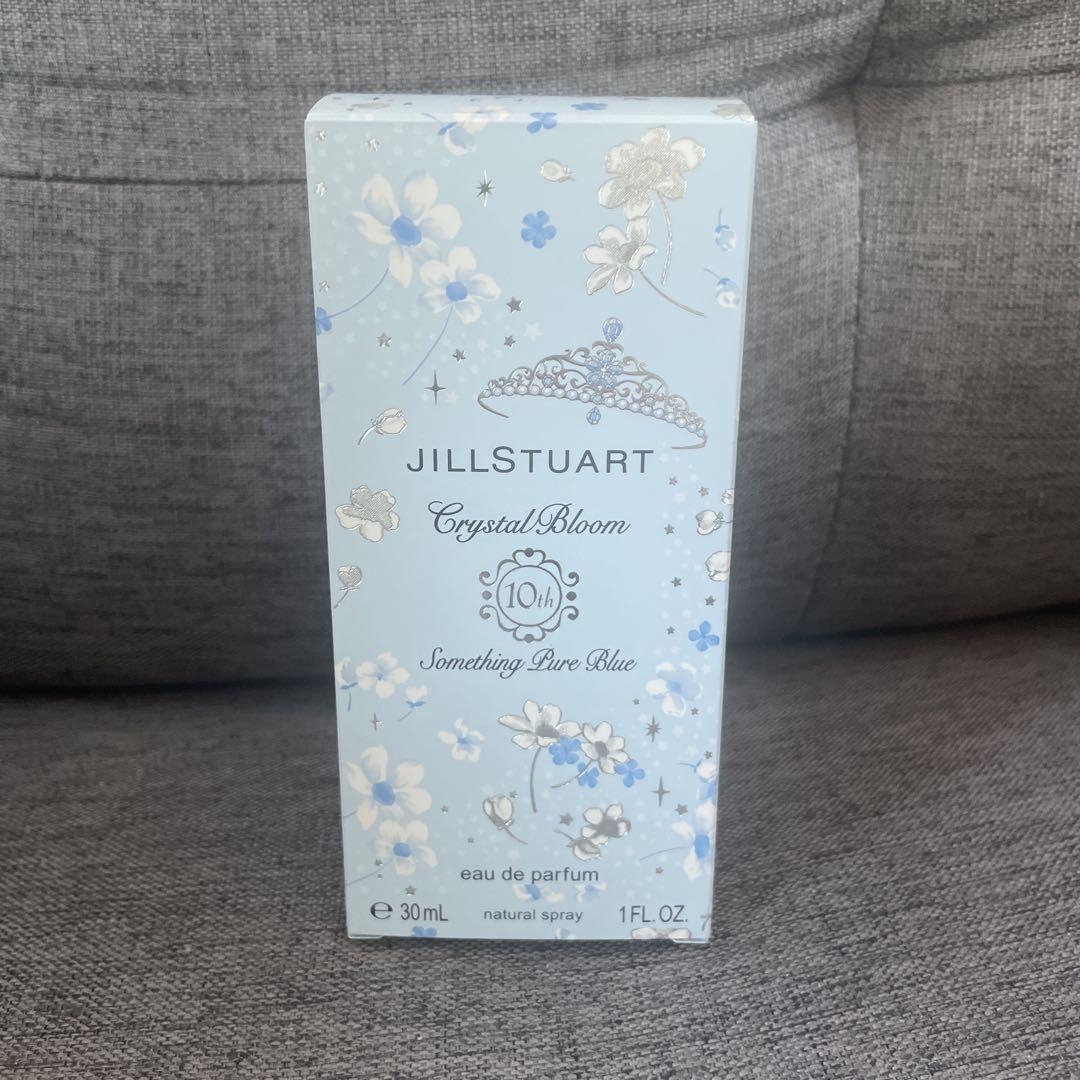 JILLSTUART
Crystal Bloom
10th
Something Pure Blue
eau de parfum
℮ 30mL natural spray 1FL.OZ.